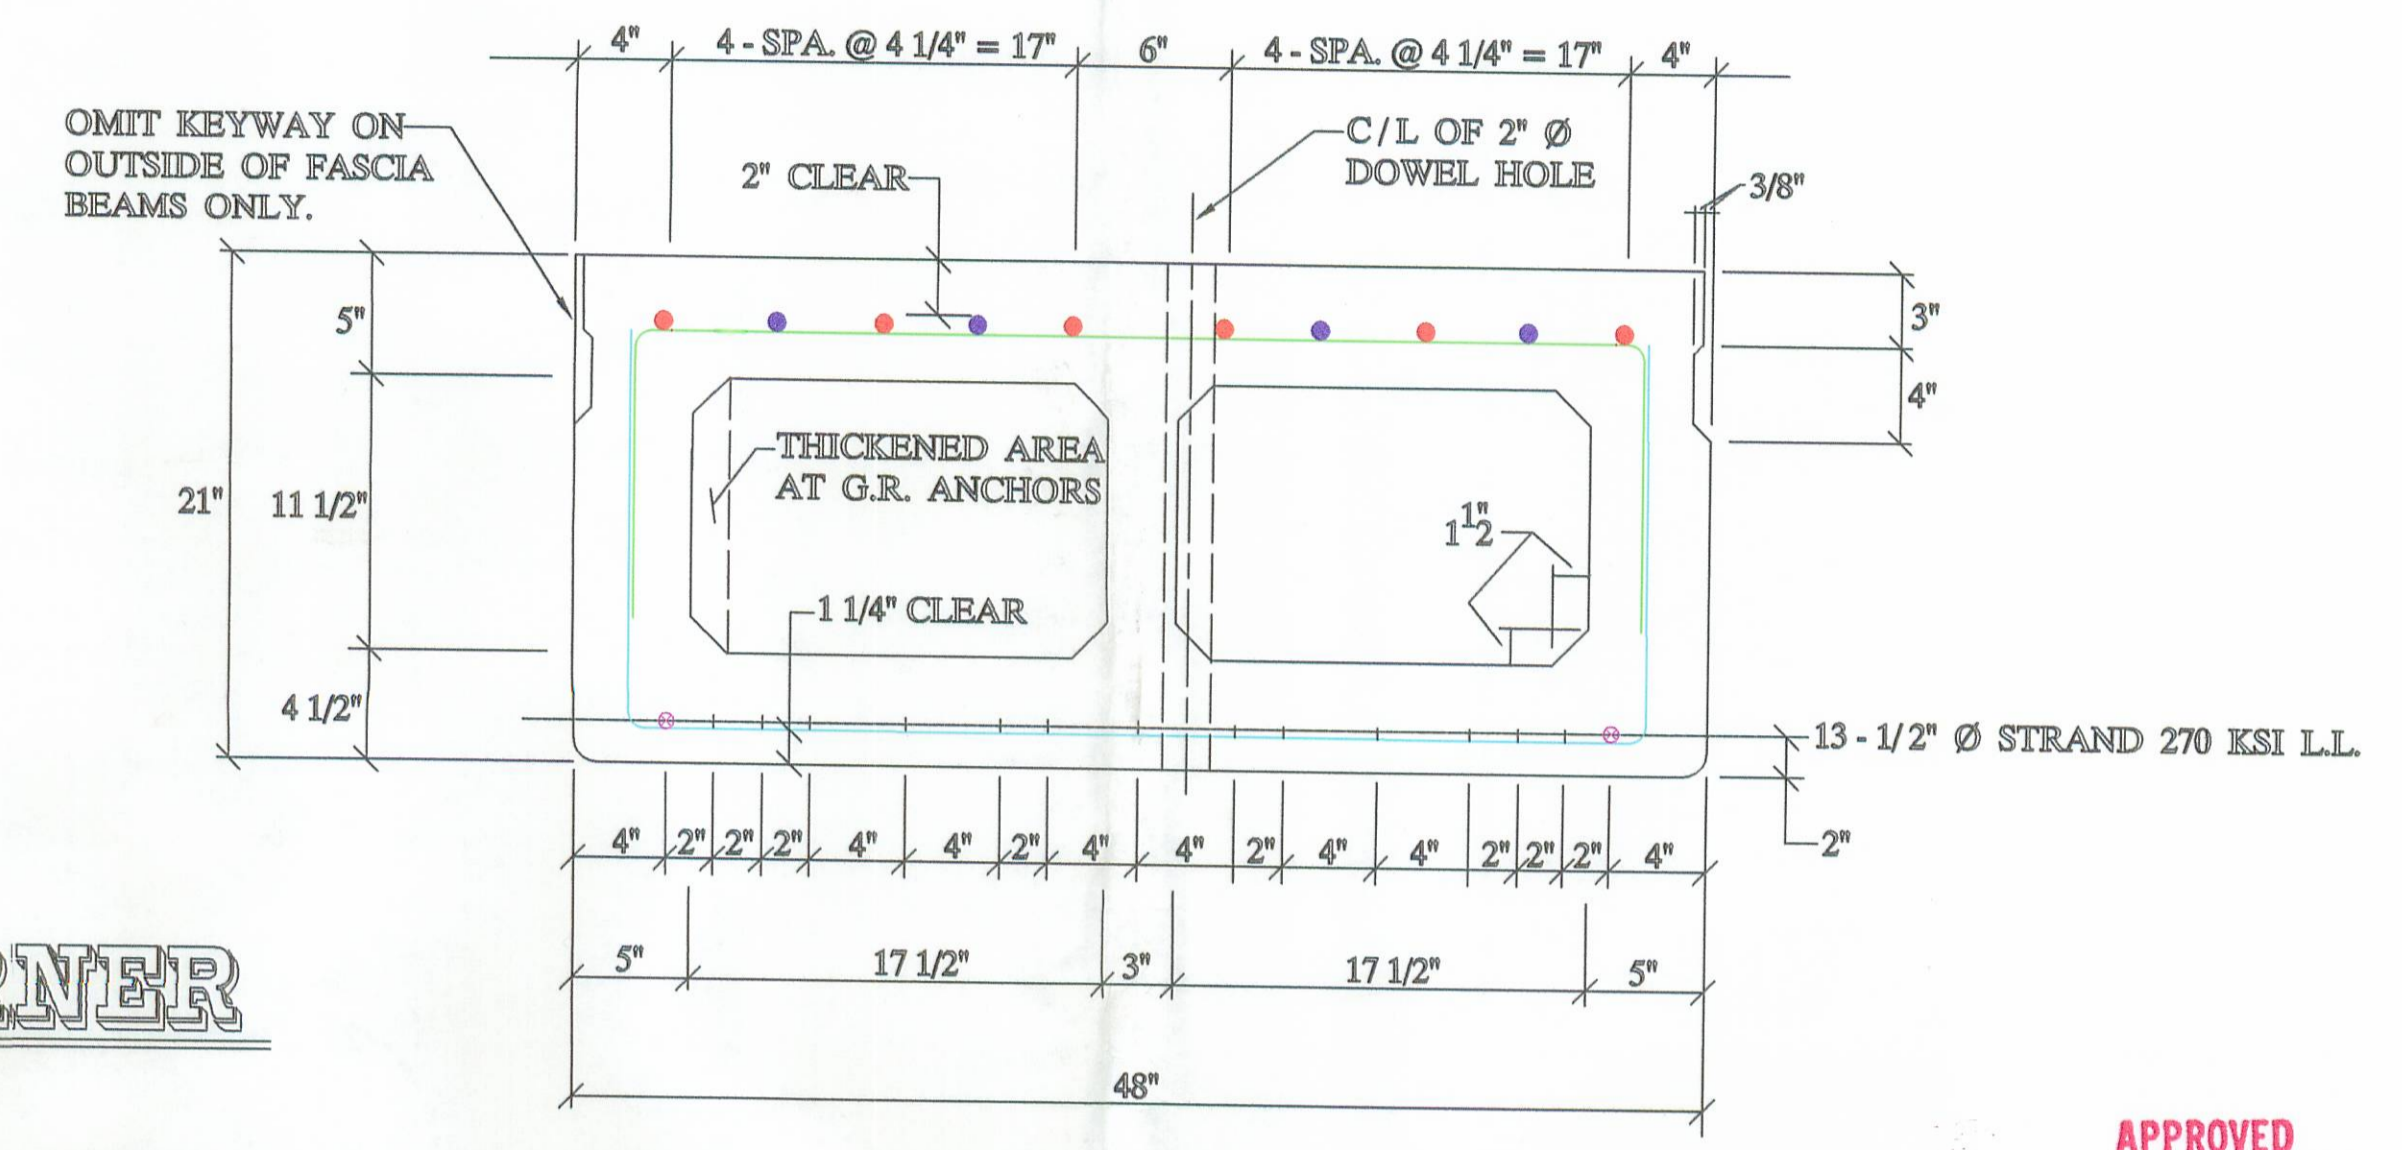 4" 4 - SPA. @ 4 1/4" = 17" 6" 4 - SPA. @ 4 1/4" = 17" 4"
OMIT KEYWAY ON
OUTSIDE OF FASCIA
BEAMS ONLY.
2" CLEAR
C/L OF 2" Ø
DOWEL HOLE
3/8"
5"
3"
4"
THICKENED AREA
AT G.R. ANCHORS
21"
11 1/2"
1 1/2"
1 1/4" CLEAR
4 1/2"
13 - 1/2" Ø STRAND 270 KSI L.L.
2"
4" 2" 2" 2" 4" 4" 2" 4" 4" 2" 4" 4" 2" 2" 2" 4"
5" 17 1/2" 3" 17 1/2" 5"
RNER
48"
APPROVED